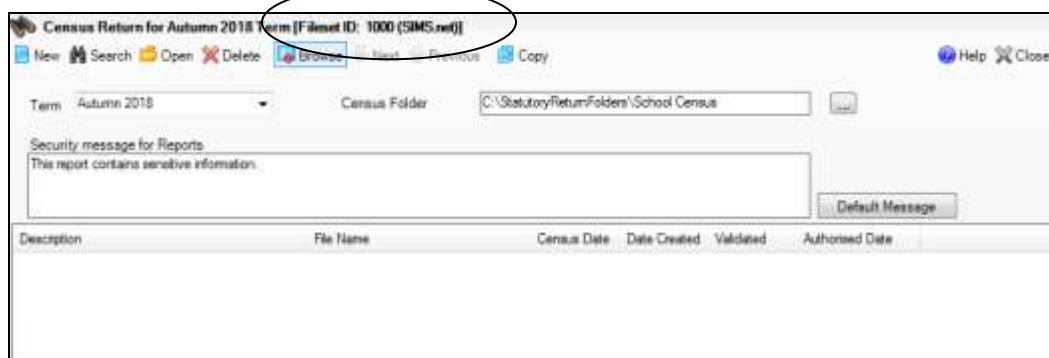 Census Return for Autumn 2018 Term [Fileset ID: 1000 (SIMS.net)]
New Search Open Delete Browse Next Previous Copy Help Close
Term Autumn 2018 Census Folder C:\StatutoryReturnFolders\School Census ...
Security message for Reports
This report contains sensitive information.
Default Message
Description File Name Census Date Date Created Validated Authorised Date